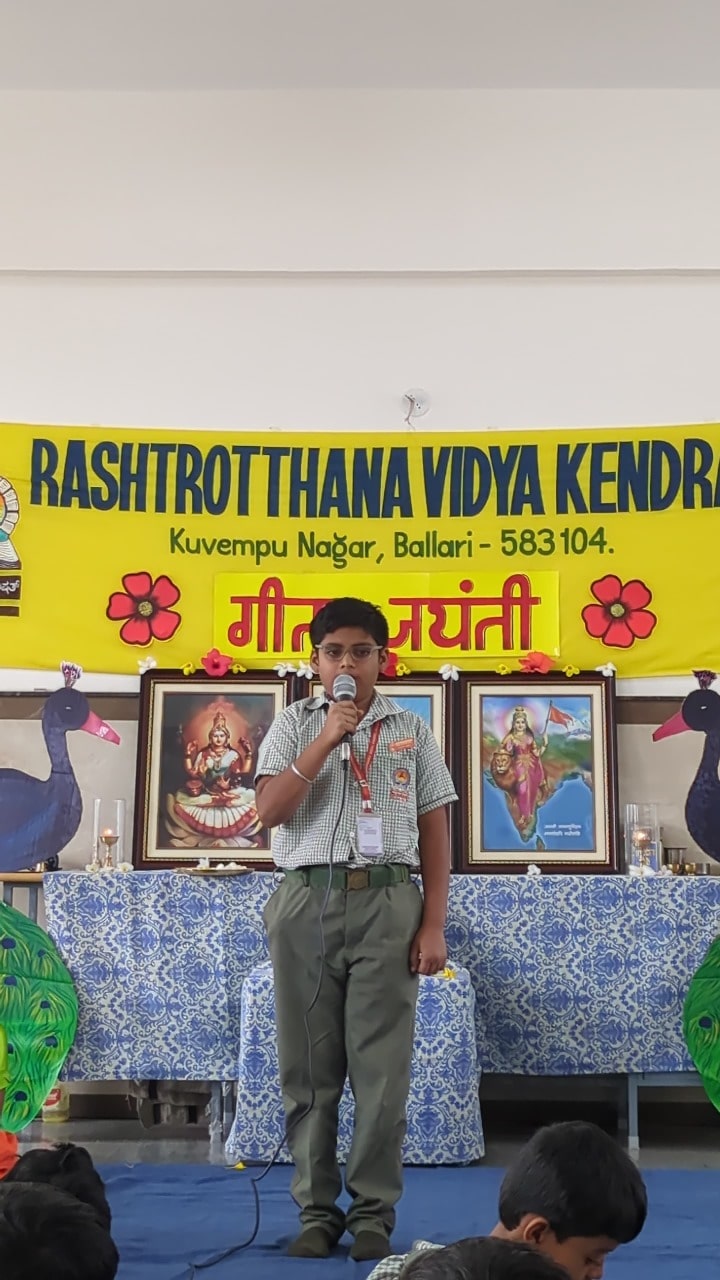 RASHTROTTHANA VIDYA KENDRA
Kuvempu Nagar, Ballari - 583104.
गीता जयंती